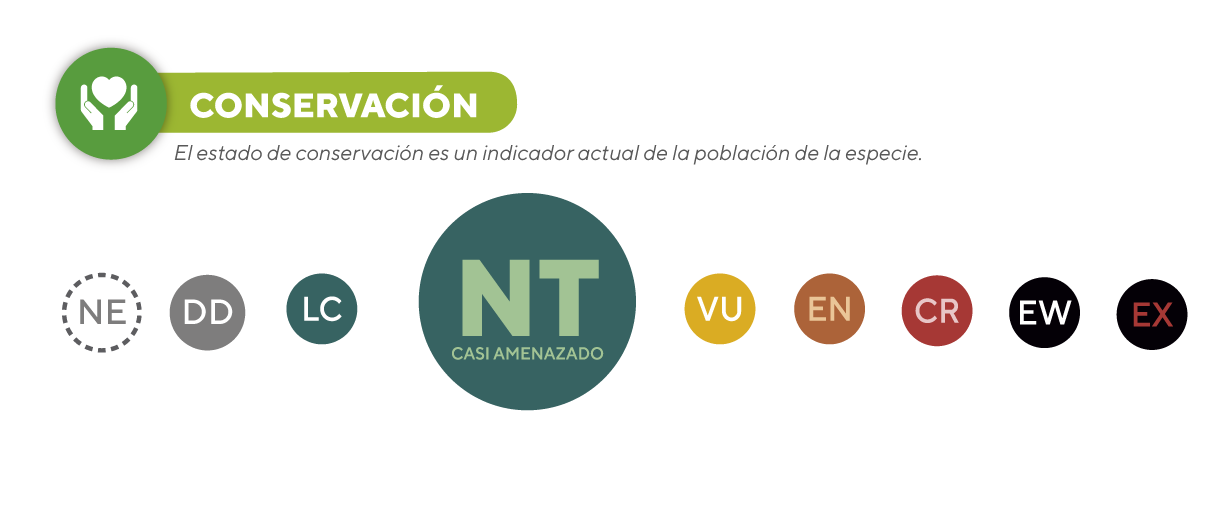 CONSERVACIÓN
El estado de conservación es un indicador actual de la población de la especie.
NE DD LC NT VU EN CR EW EX
CASI AMENAZADO